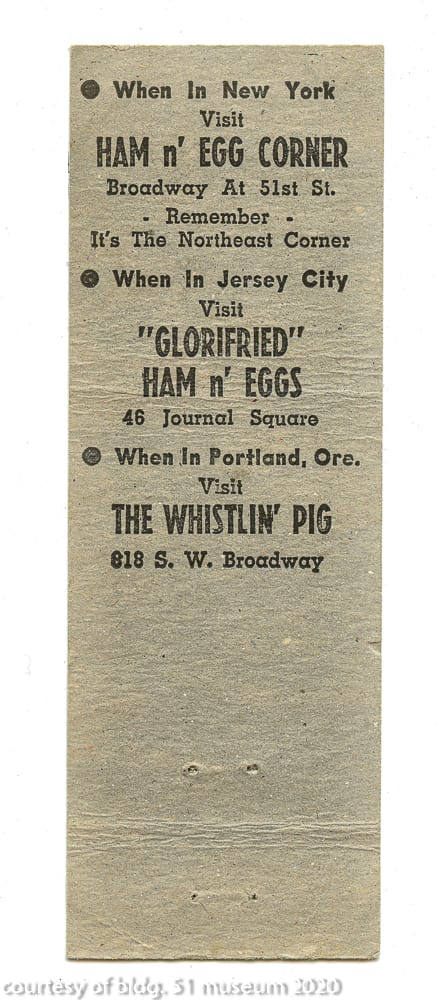 ● When In New York
Visit
HAM n' EGG CORNER
Broadway At 51st St.
- Remember -
It's The Northeast Corner
● When In Jersey City
Visit
"GLORIFRIED"
HAM n' EGGS
46 Journal Square
● When In Portland, Ore.
Visit
THE WHISTLIN' PIG
818 S. W. Broadway
courtesy of bldg. 51 museum 2020